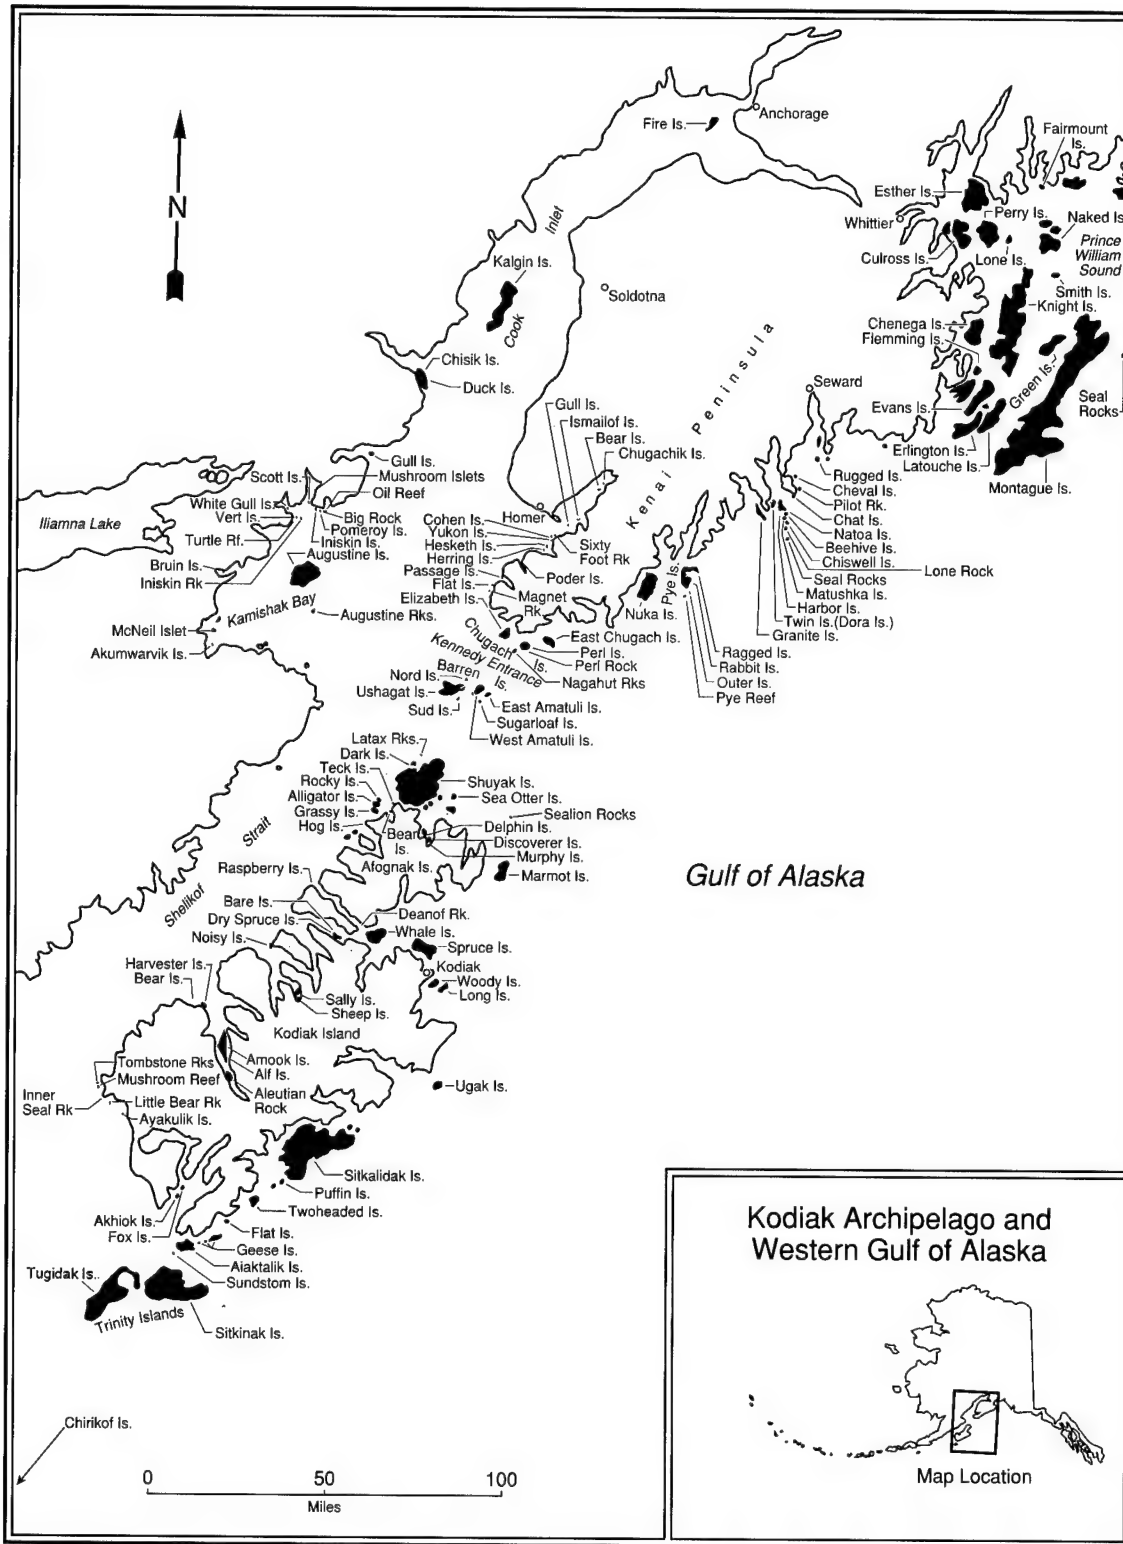 Anchorage
Fire Is.
Fairmount
Is.
Esther Is.
Perry Is.
Whittier
Naked Is
Culross Is.
Lone Is.
Prince
William
Sound
Smith Is.
Knight Is.
N
Inlet
Kalgin Is.
Cook
Soldotna
Chenega Is.
Flemming Is.
Green Is.
Seal
Rocks
Evans Is.
Erlington Is.
Latouche Is.
Montague Is.
Chisik Is.
Duck Is.
Kenai Peninsula
Seward
Gull Is.
Ismailof Is.
Bear Is.
Chugachik Is.
Gull Is.
Scott Is.
Mushroom Islets
Oil Reef
White Gull Is.
Vert Is.
Big Rock
Pomeroy Is.
Iliamna Lake
Turtle Rf.
Iniskin Is.
Augustine Is.
Bruin Is.
Iniskin Rk
Homer
Cohen Is.
Yukon Is.
Hesketh Is.
Herring Is.
Passage Is.
Flat Is.
Elizabeth Is.
Sixty
Foot Rk
Poder Is.
Magnet
Rk.
Rugged Is.
Cheval Is.
Pilot Rk.
Chat Is.
Natoa Is.
Beehive Is.
Chiswell Is.
Lone Rock
Seal Rocks
Matushka Is.
Harbor Is.
Twin Is.(Dora Is.)
Granite Is.
Pye Is.
Nuka Is.
Ragged Is.
Rabbit Is.
Outer Is.
Pye Reef
Kamishak Bay
Augustine Rks.
McNeil Islet
Akumwarvik Is.
Chugach
Is.
East Chugach Is.
Perl Is.
Perl Rock
Nagahut Rks
Kennedy Entrance
Barren
Is.
Nord Is.
Ushagat Is.
Sud Is.
East Amatuli Is.
Sugarloaf Is.
West Amatuli Is.
Latax Rks.
Dark Is.
Teck Is.
Rocky Is.
Alligator Is.
Grassy Is.
Hog Is.
Shuyak Is.
Sea Otter Is.
Sealion Rocks
Bear
Is.
Delphin Is.
Discoverer Is.
Murphy Is.
Afognak Is.
Marmot Is.
Gulf of Alaska
Shelikof
Strait
Raspberry Is.
Bare Is.
Dry Spruce Is.
Noisy Is.
Deanof Rk.
Whale Is.
Spruce Is.
Kodiak
Woody Is.
Long Is.
Harvester Is.
Bear Is.
Sally Is.
Sheep Is.
Kodiak Island
Tombstone Rks
Mushroom Reef
Inner
Seal Rk
Little Bear Rk
Ayakulik Is.
Amook Is.
Alf Is.
Aleutian
Rock
Ugak Is.
Sitkalidak Is.
Puffin Is.
Twoheaded Is.
Akhiok Is.
Fox Is.
Flat Is.
Geese Is.
Aiaktalik Is.
Sundstom Is.
Tugidak Is..
Trinity Islands
Sitkinak Is.
Chirikof Is.
0 50 100
Miles
Kodiak Archipelago and
Western Gulf of Alaska
Map Location